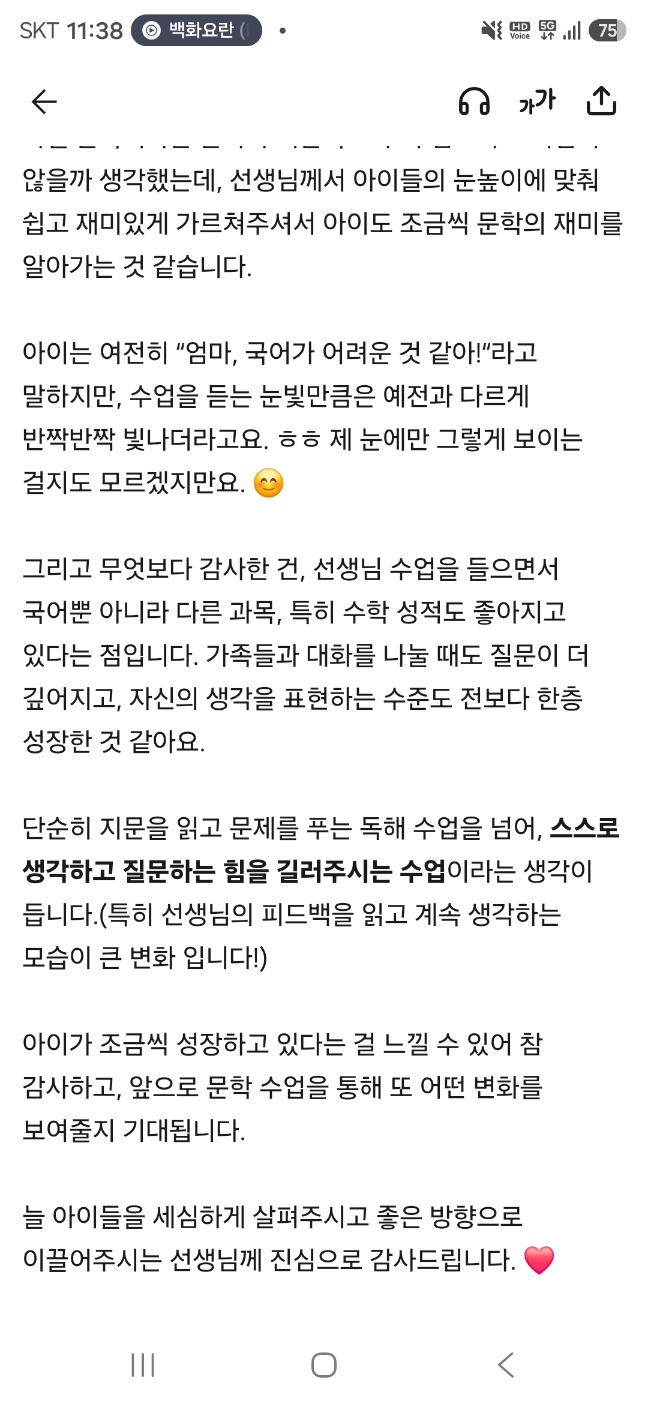 SKT 11:38 백화요란 (
HD Voice 5G 75
가가
않을까 생각했는데, 선생님께서 아이들의 눈높이에 맞춰
쉽고 재미있게 가르쳐주셔서 아이도 조금씩 문학의 재미를
알아가는 것 같습니다.
아이는 여전히 “엄마, 국어가 어려운 것 같아!“라고
말하지만, 수업을 듣는 눈빛만큼은 예전과 다르게
반짝반짝 빛나더라고요. ㅎㅎ 제 눈에만 그렇게 보이는
걸지도 모르겠지만요. 😊
그리고 무엇보다 감사한 건, 선생님 수업을 들으면서
국어뿐 아니라 다른 과목, 특히 수학 성적도 좋아지고
있다는 점입니다. 가족들과 대화를 나눌 때도 질문이 더
깊어지고, 자신의 생각을 표현하는 수준도 전보다 한층
성장한 것 같아요.
단순히 지문을 읽고 문제를 푸는 독해 수업을 넘어, 스스로
생각하고 질문하는 힘을 길러주시는 수업이라는 생각이
듭니다.(특히 선생님의 피드백을 읽고 계속 생각하는
모습이 큰 변화 입니다!)
아이가 조금씩 성장하고 있다는 걸 느낄 수 있어 참
감사하고, 앞으로 문학 수업을 통해 또 어떤 변화를
보여줄지 기대됩니다.
늘 아이들을 세심하게 살펴주시고 좋은 방향으로
이끌어주시는 선생님께 진심으로 감사드립니다. ❤️